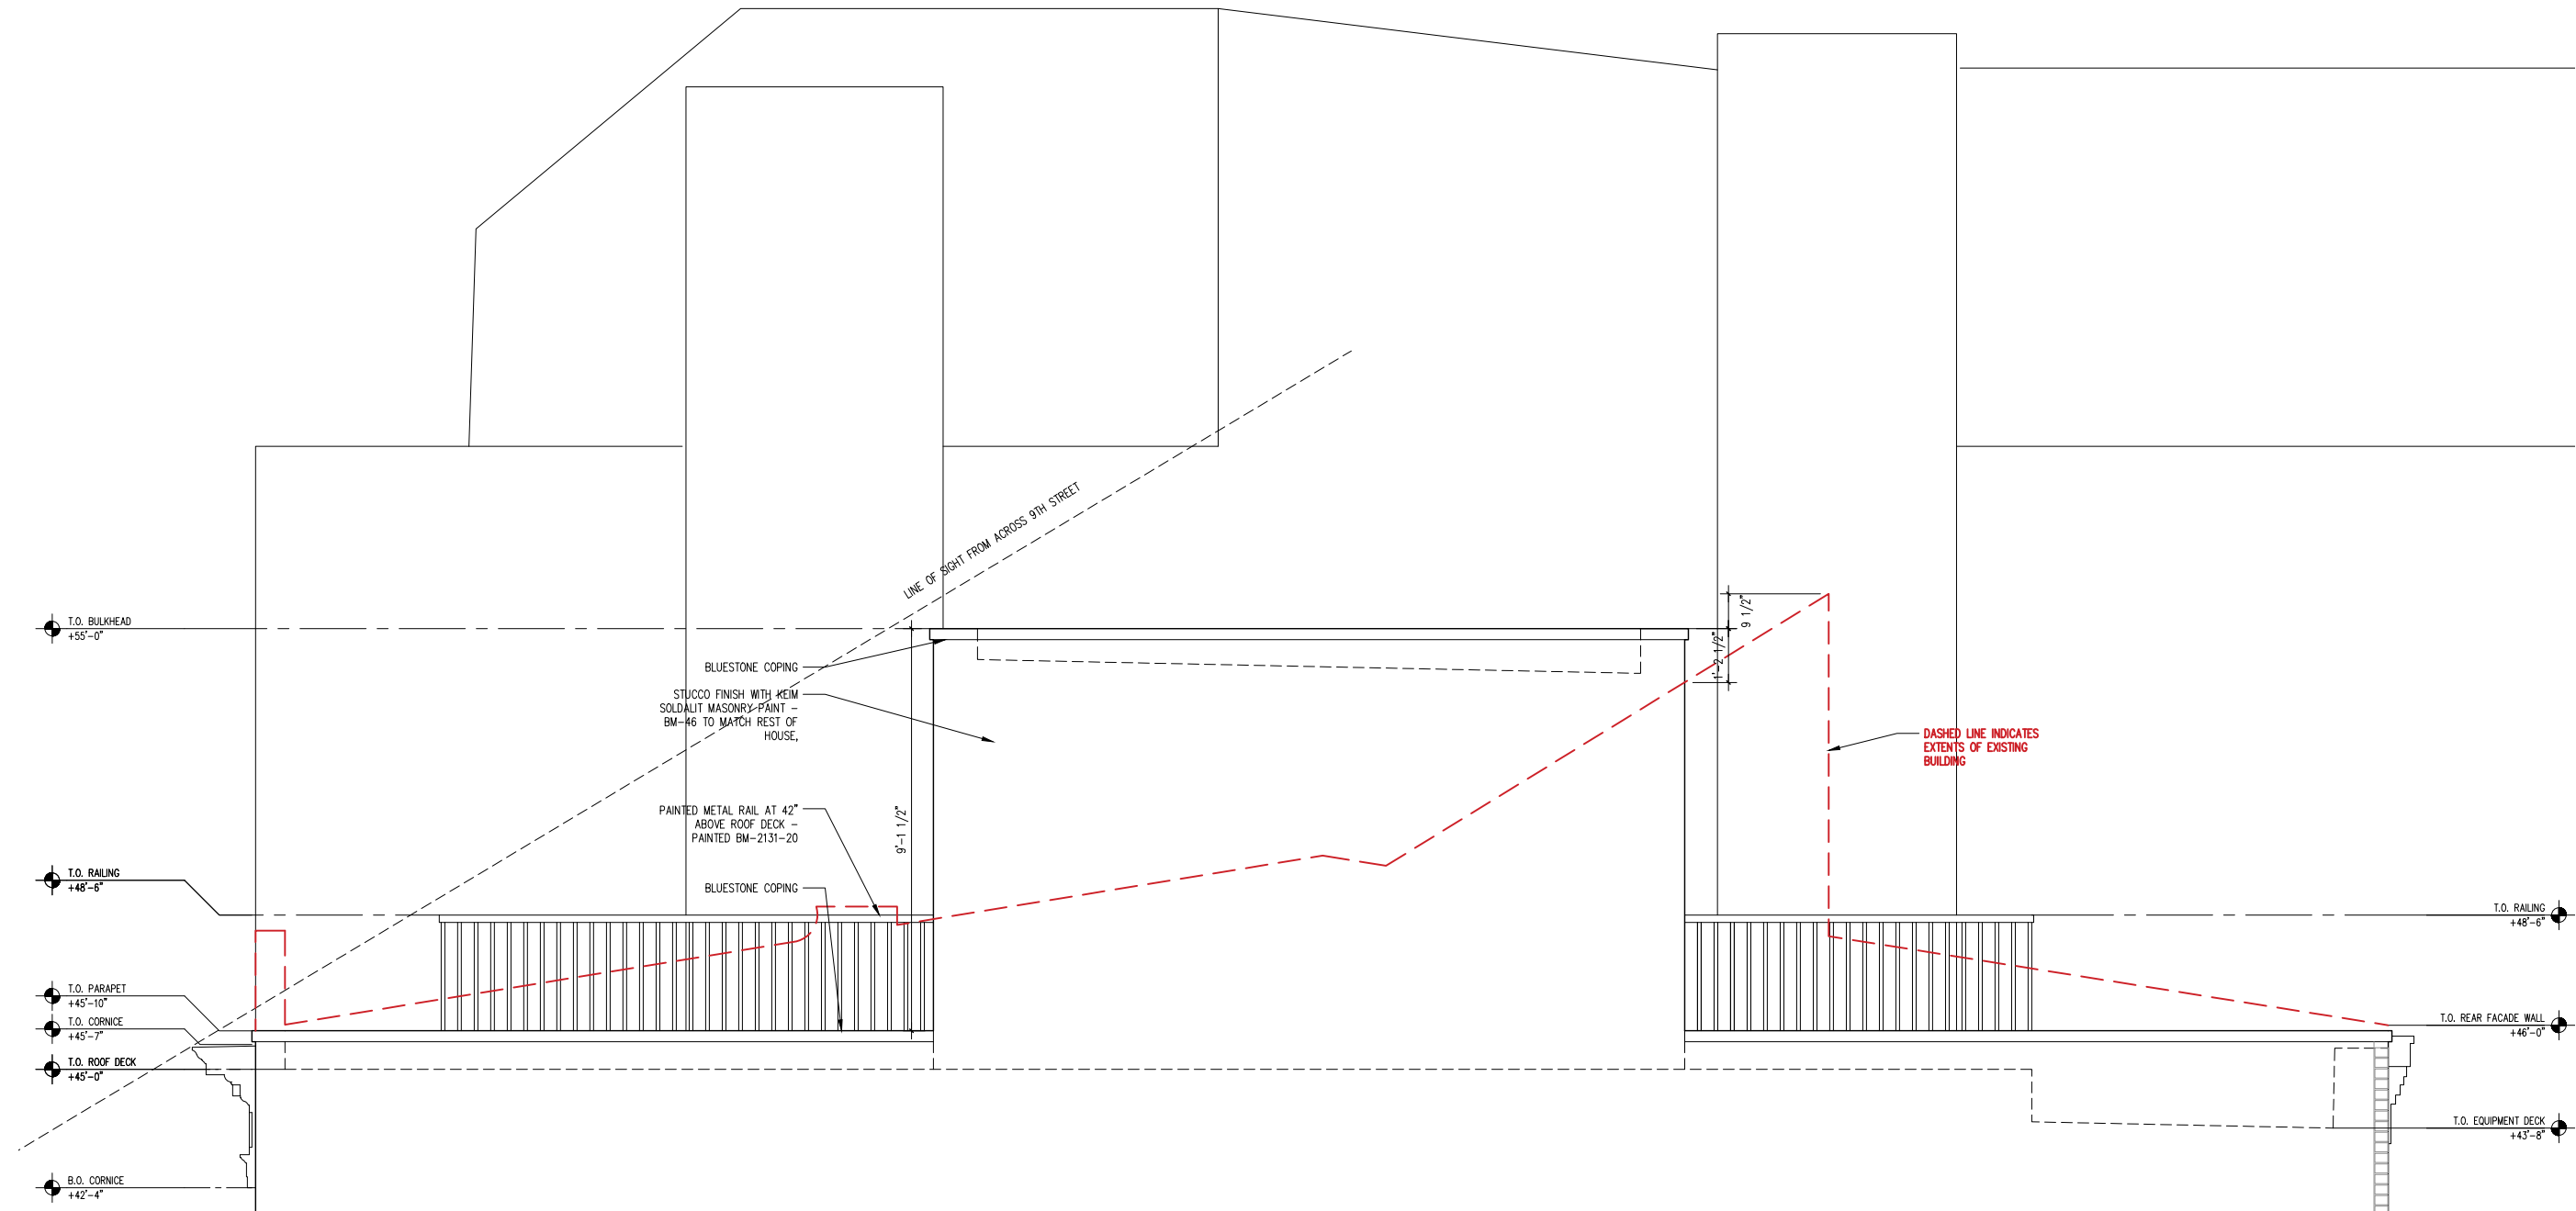 LINE OF SIGHT FROM ACROSS 9TH STREET
T.O. BULKHEAD
+55'-0"
9 1/2"
1'-2 1/2"
BLUESTONE COPING
STUCCO FINISH WITH KEIM
SOLDALIT MASONRY PAINT -
BM-46 TO MATCH REST OF
HOUSE,
DASHED LINE INDICATES
EXTENTS OF EXISTING
BUILDING
PAINTED METAL RAIL AT 42"
ABOVE ROOF DECK -
PAINTED BM-2131-20
9'-1 1/2"
BLUESTONE COPING
T.O. RAILING
+48'-6"
T.O. RAILING
+48'-6"
T.O. PARAPET
+45'-10"
T.O. CORNICE
+45'-7"
T.O. REAR FACADE WALL
+46'-0"
T.O. ROOF DECK
+45'-0"
T.O. EQUIPMENT DECK
+43'-8"
B.O. CORNICE
+42'-4"